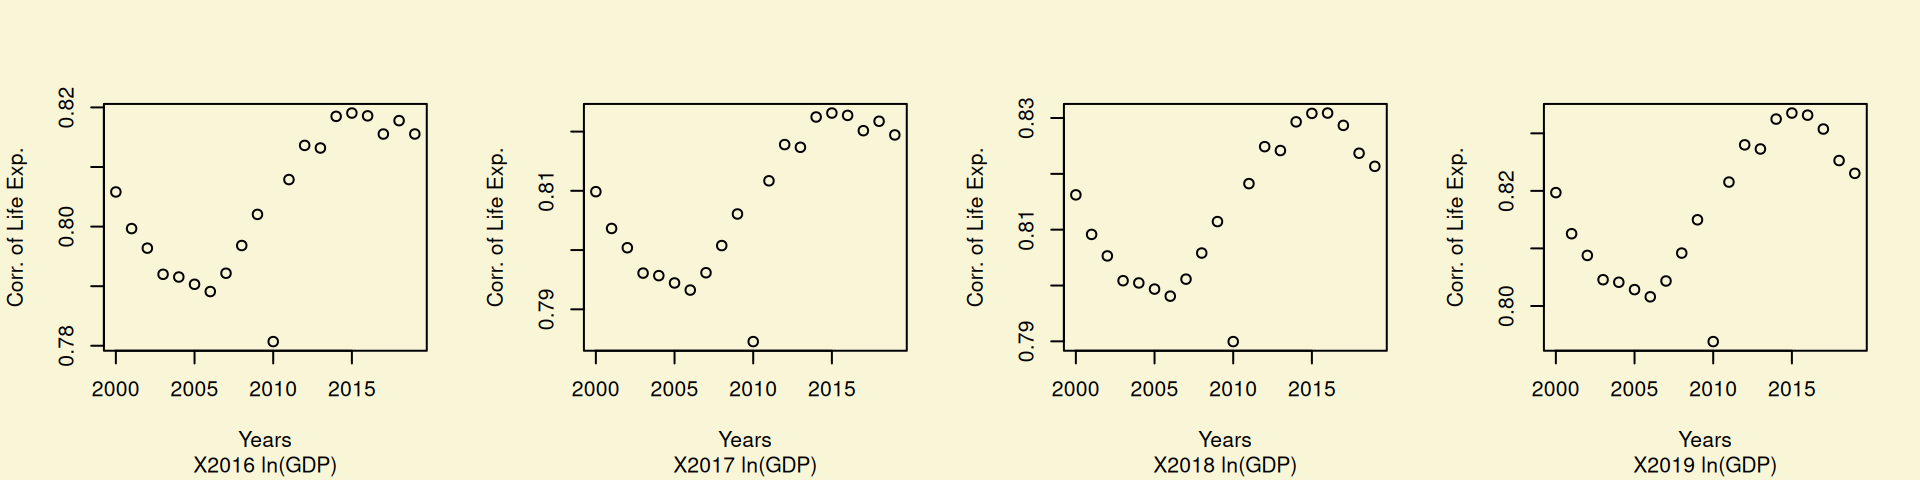 Corr. of Life Exp.
0.82
0.80
0.78
2000 2005 2010 2015
Years
X2016 ln(GDP)
Corr. of Life Exp.
0.81
0.79
2000 2005 2010 2015
Years
X2017 ln(GDP)
Corr. of Life Exp.
0.83
0.81
0.79
2000 2005 2010 2015
Years
X2018 ln(GDP)
Corr. of Life Exp.
0.82
0.80
2000 2005 2010 2015
Years
X2019 ln(GDP)